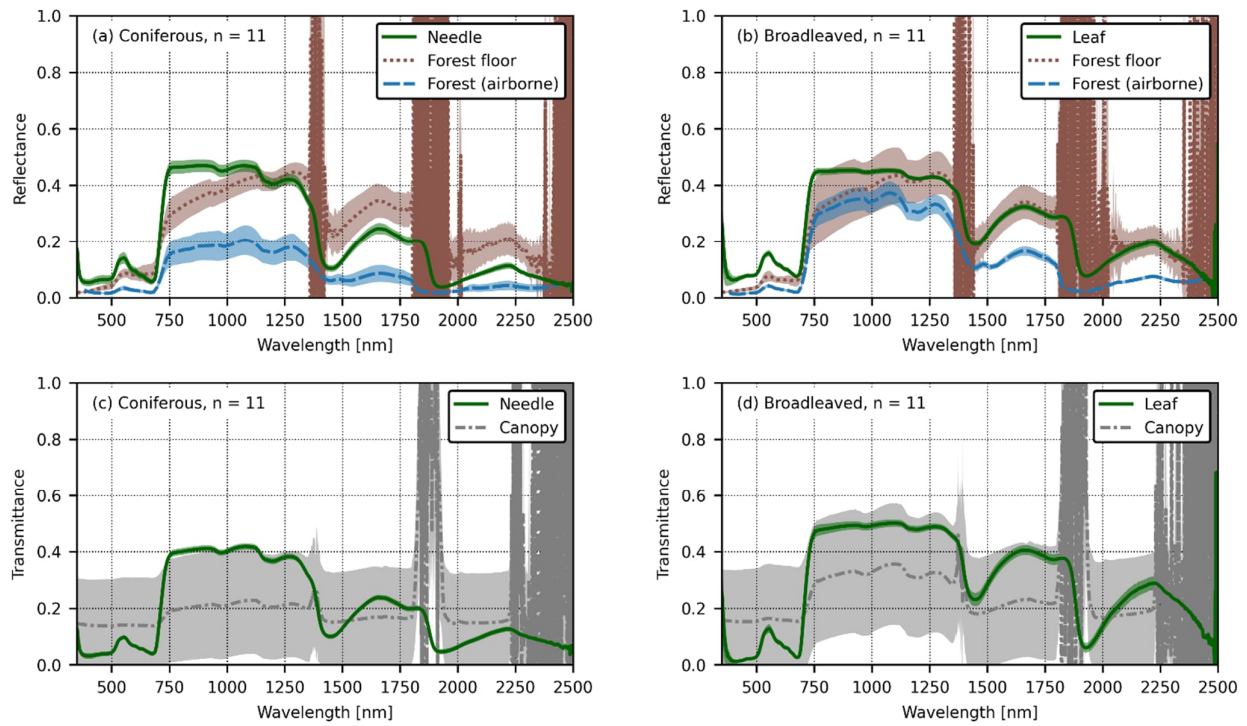 (a) Coniferous, n = 11
Needle
Forest floor
Forest (airborne)
Reflectance
1.0
0.8
0.6
0.4
0.2
0.0
500 750 1000 1250 1500 1750 2000 2250 2500
Wavelength [nm]
(b) Broadleaved, n = 11
Leaf
Forest floor
Forest (airborne)
Reflectance
1.0
0.8
0.6
0.4
0.2
0.0
500 750 1000 1250 1500 1750 2000 2250 2500
Wavelength [nm]
(c) Coniferous, n = 11
Needle
Canopy
Transmittance
1.0
0.8
0.6
0.4
0.2
0.0
500 750 1000 1250 1500 1750 2000 2250 2500
Wavelength [nm]
(d) Broadleaved, n = 11
Leaf
Canopy
Transmittance
1.0
0.8
0.6
0.4
0.2
0.0
500 750 1000 1250 1500 1750 2000 2250 2500
Wavelength [nm]